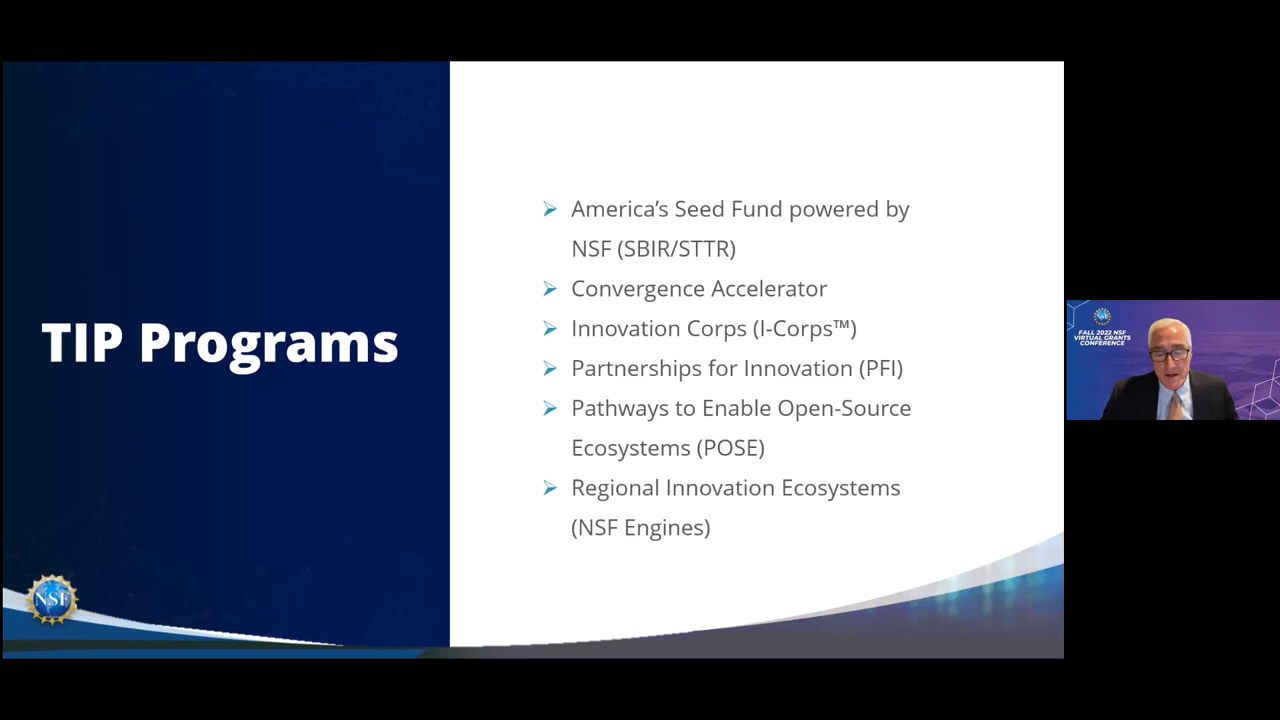 TIP Programs
America's Seed Fund powered by
NSF (SBIR/STTR)
Convergence Accelerator
Innovation Corps (I-Corps™)
Partnerships for Innovation (PFI)
Pathways to Enable Open-Source
Ecosystems (POSE)
Regional Innovation Ecosystems
(NSF Engines)
NSF
FALL 2022 NSF
VIRTUAL GRANTS
CONFERENCE